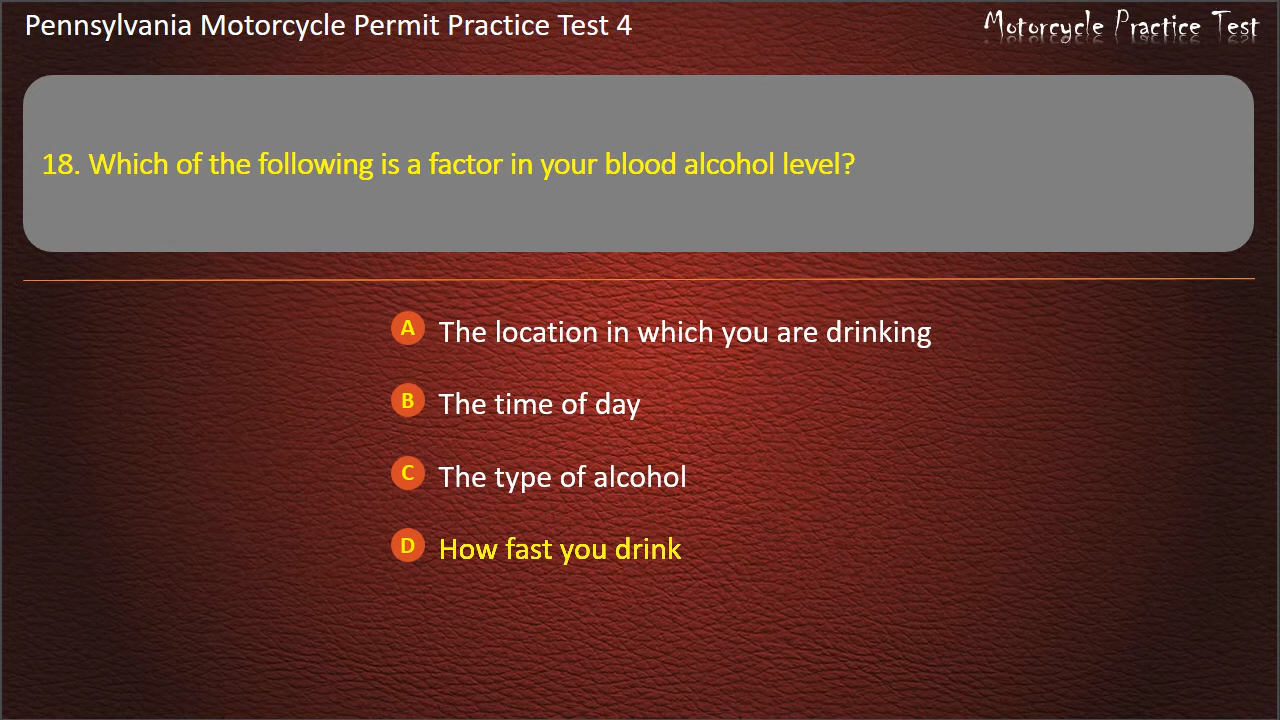 Pennsylvania Motorcycle Permit Practice Test 4
Motorcycle Practice Test
18. Which of the following is a factor in your blood alcohol level?
A The location in which you are drinking
B The time of day
C The type of alcohol
D How fast you drink